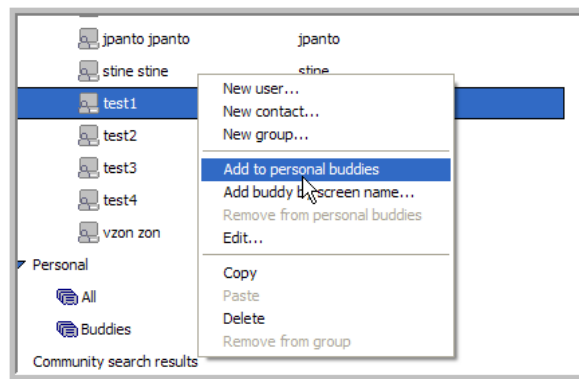 jpanto jpanto jpanto
stine stine stine
test1
test2
test3
test4
vzon zon
Personal
All
Buddies
Community search results
New user...
New contact...
New group...
Add to personal buddies
Add buddy by screen name...
Remove from personal buddies
Edit...
Copy
Paste
Delete
Remove from group